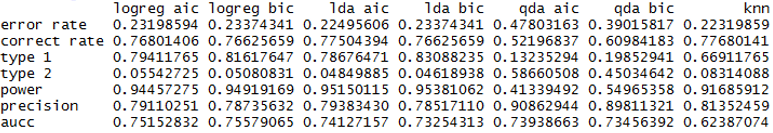 logreg aic logreg bic lda aic lda bic qda aic qda bic knn
error rate 0.23198594 0.23374341 0.22495606 0.23374341 0.47803163 0.39015817 0.22319859
correct rate 0.76801406 0.76625659 0.77504394 0.76625659 0.52196837 0.60984183 0.77680141
type 1 0.79411765 0.81617647 0.78676471 0.83088235 0.13235294 0.19852941 0.66911765
type 2 0.05542725 0.05080831 0.04849885 0.04618938 0.58660508 0.45034642 0.08314088
power 0.94457275 0.94919169 0.95150115 0.95381062 0.41339492 0.54965358 0.91685912
precision 0.79110251 0.78735632 0.79383430 0.78517110 0.90862944 0.89811321 0.81352459
aucc 0.75152832 0.75579065 0.74127157 0.73254313 0.73938663 0.73456392 0.62387074